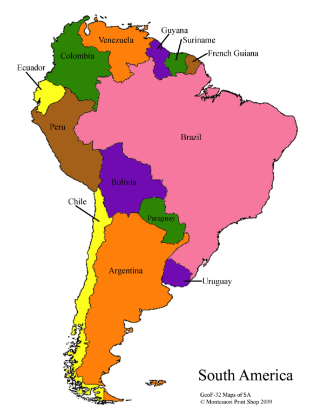 Guyana
Venezuela
Suriname
Colombia
French Guiana
Ecuador
Peru
Brazil
Bolivia
Chile
Paraguay
Argentina
Uruguay
South America
GeoF-32 Maps of SA
© Montessori Print Shop 2009